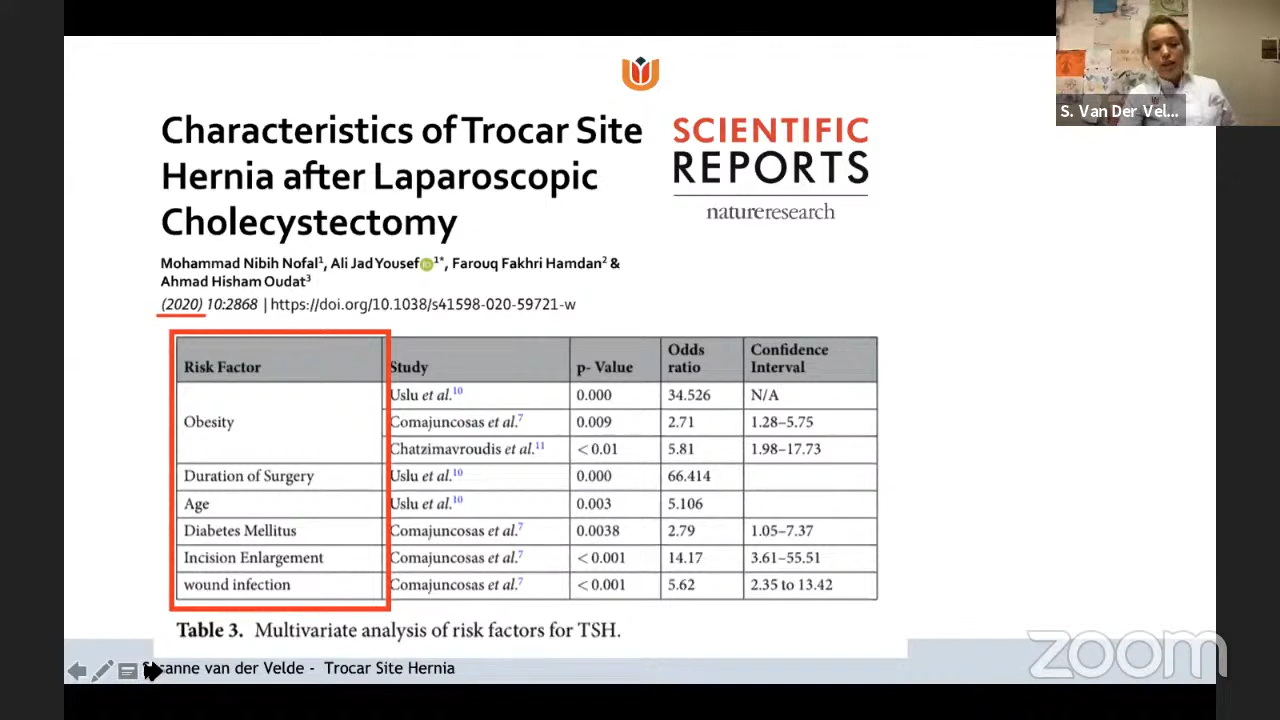 S. Van Der Vel...
Characteristics of Trocar Site
Hernia after Laparoscopic
Cholecystectomy
SCIENTIFIC
REPORTS
natureresearch
Mohammad Nibih Nofal1, Ali Jad Yousef 1*, Farouq Fakhri Hamdan2 &
Ahmad Hisham Oudat3
(2020) 10:2868 | https://doi.org/10.1038/s41598-020-59721-w
Risk Factor Study p- Value Odds ratio Confidence Interval
Obesity Uslu et al.10 0.000 34.526 N/A
Comajuncosas et al.7 0.009 2.71 1.28–5.75
Chatzimavroudis et al.11 <0.01 5.81 1.98–17.73
Duration of Surgery Uslu et al.10 0.000 66.414
Age Uslu et al.10 0.003 5.106
Diabetes Mellitus Comajuncosas et al.7 0.0038 2.79 1.05–7.37
Incision Enlargement Comajuncosas et al.7 <0.001 14.17 3.61–55.51
wound infection Comajuncosas et al.7 <0.001 5.62 2.35 to 13.42
Table 3. Multivariate analysis of risk factors for TSH.
van der Velde - Trocar Site Hernia
zoom